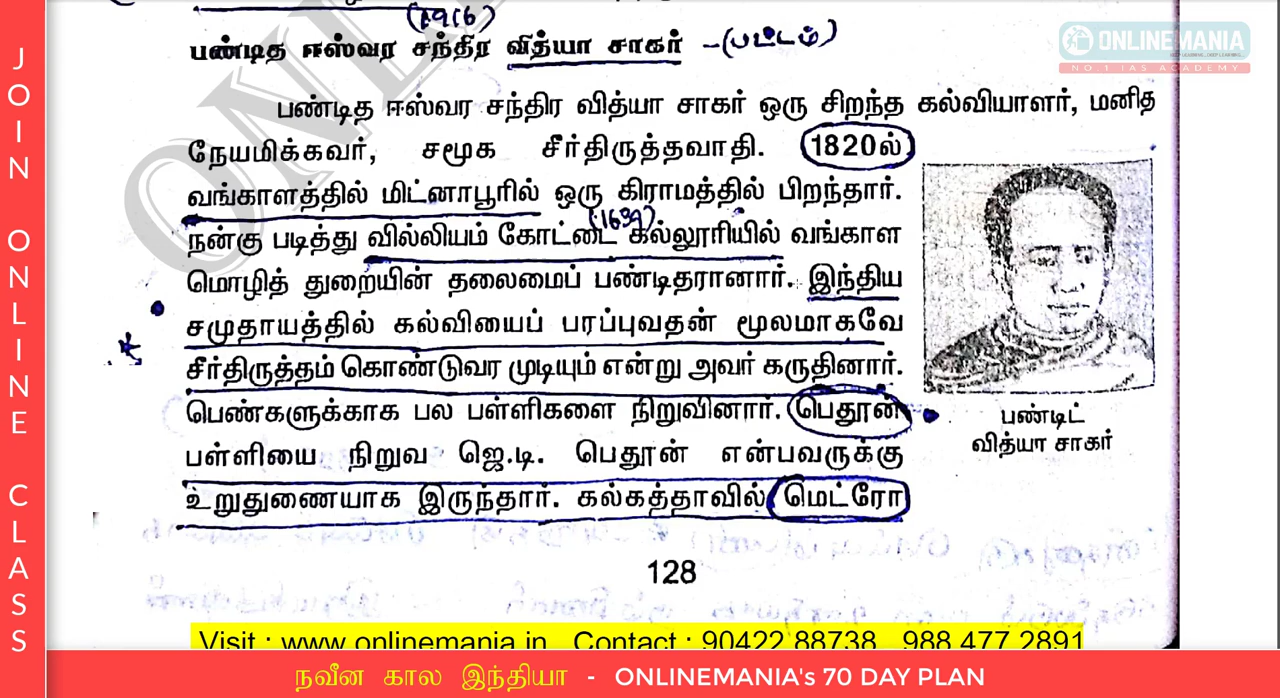 (1916)
பண்டித ஈஸ்வர சந்திர வித்யா சாகர் -(பட்டம்)
ONLINEMANIA
NO.1 IAS ACADEMY
பண்டித ஈஸ்வர சந்திர வித்யா சாகர் ஒரு சிறந்த கல்வியாளர், மனித
நேயமிக்கவர், சமூக சீர்திருத்தவாதி. 1820ல்
வங்காளத்தில் மிட்னாபூரில் ஒரு கிராமத்தில் பிறந்தார்.
நன்கு படித்து வில்லியம் கோட்டை கல்லூரியில் வங்காள
மொழித் துறையின் தலைமைப் பண்டிதரானார். இந்திய
சமுதாயத்தில் கல்வியைப் பரப்புவதன் மூலமாகவே
சீர்திருத்தம் கொண்டுவர முடியும் என்று அவர் கருதினார்.
பெண்களுக்காக பல பள்ளிகளை நிறுவினார். பெதூன்
பள்ளியை நிறுவ ஜெ.டி. பெதூன் என்பவருக்கு
உறுதுணையாக இருந்தார். கல்கத்தாவில் மெட்ரோ
பண்டிட்
வித்யா சாகர்
128
Visit : www.onlinemania.in Contact : 90422 88738 988 477 2891
நவீன கால இந்தியா - ONLINEMANIA's 70 DAY PLAN
JOIN ONLINE CLASS